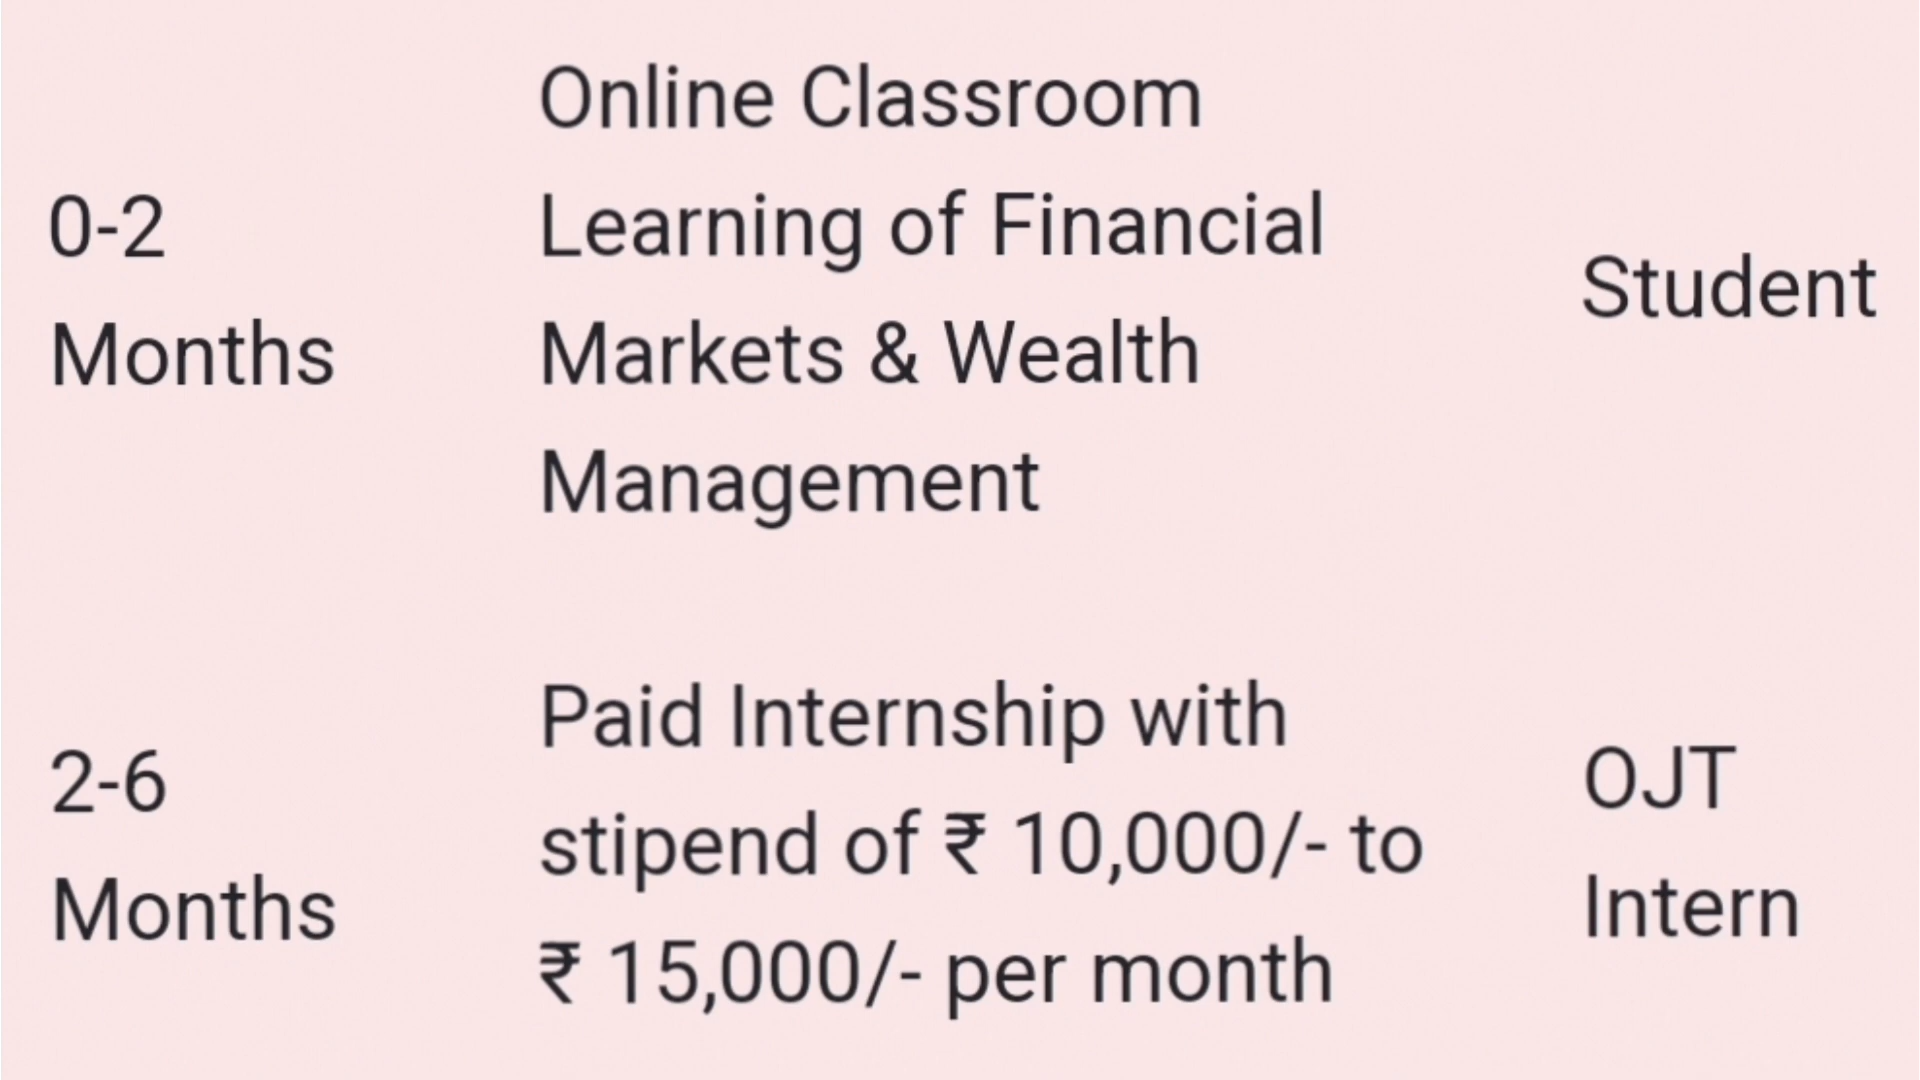 0-2
Months
Online Classroom
Learning of Financial
Markets & Wealth
Management
Student
2-6
Months
Paid Internship with
stipend of ₹ 10,000/- to
₹ 15,000/- per month
OJT
Intern